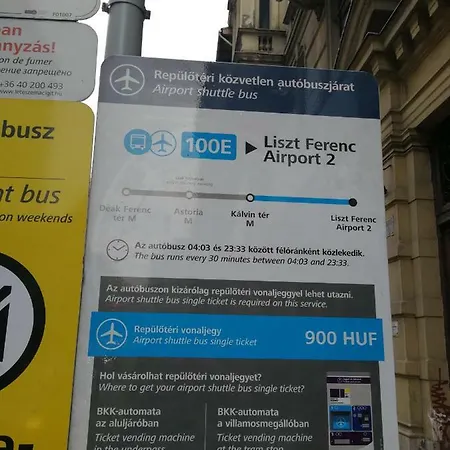 an
nyzás!
on de fumer
ение запрещено
+36 40 200 493
FUTÁR
busz
nt bus
on weekends
Repülőtéri közvetlen autóbuszjárat
Airport shuttle bus
100E
Liszt Ferenc
Airport 2
Deák Ferenc
tér M
Astoria
M
Kálvin tér
M
Liszt Ferenc
Airport 2
Az autóbusz 04:03 és 23:33 között félóránként közlekedik.
The bus runs every 30 minutes between 04:03 and 23:33.
Az autóbuszon kizárólag repülőtéri vonaljeggyel lehet utazni.
Airport shuttle bus single ticket is required on this service.
Repülőtéri vonaljegy
Airport shuttle bus single ticket
900 HUF
Hol vásárolhat repülőtéri vonaljegyet?
Where to get your airport shuttle bus single ticket?
BKK-automata
az aluljáróban
Ticket vending machine
in the underpass
BKK-automata
a villamosmegállóban
Ticket vending machine
at the tram stop